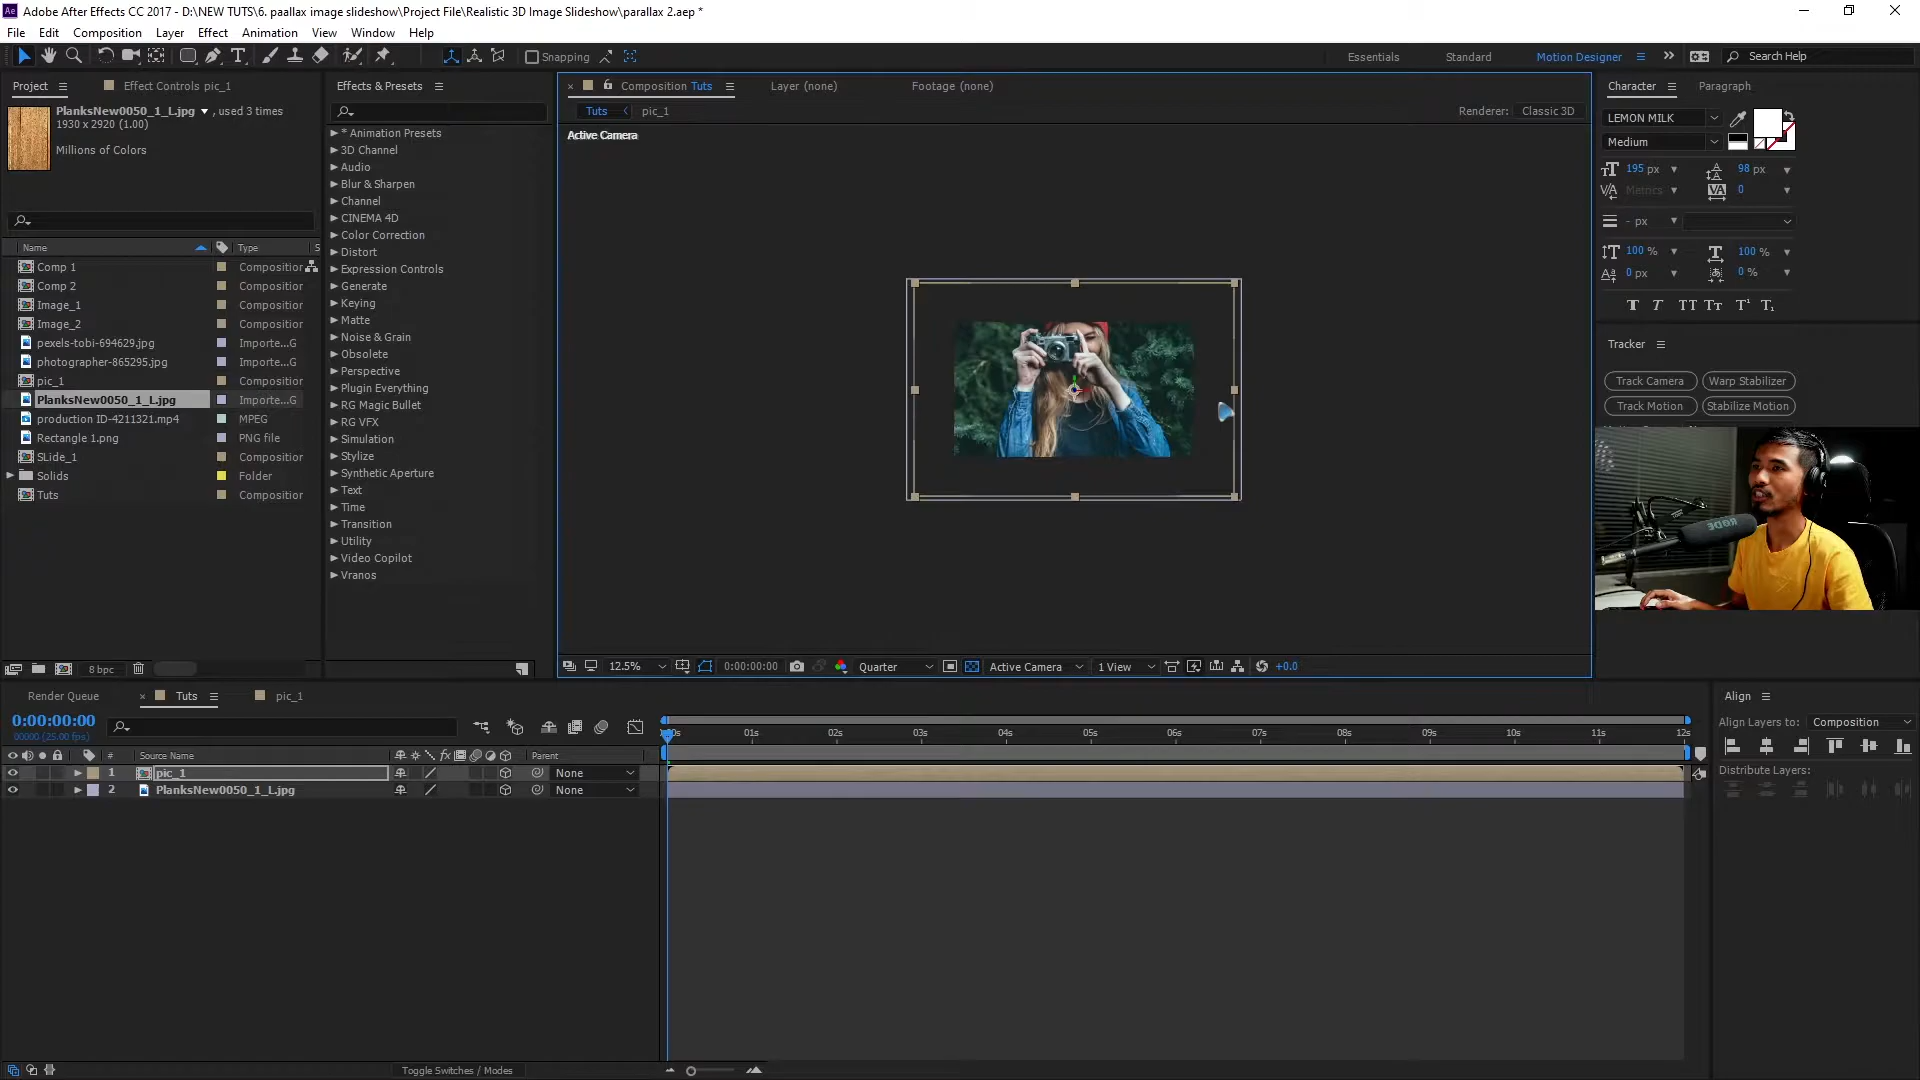 Adobe After Effects CC 2017 - D:\NEW TUTS\6. paallax image slideshow\Project File\Realistic 3D Image Slideshow\parallax 2.aep *
File Edit Composition Layer Effect Animation View Window Help
Snapping
Essentials Standard Motion Designer Search Help
Project Effect Controls pic_1
PlanksNew0050_1_L.jpg , used 3 times
1930 x 2920 (1.00)
Millions of Colors
Name Type S
Comp 1 Composition
Comp 2 Composition
Image_1 Composition
Image_2 Composition
pexels-tobi-694629.jpg Importe...G
photographer-865295.jpg Importe...G
pic_1 Composition
PlanksNew0050_1_L.jpg Importe...G
production ID-4211321.mp4 MPEG
Rectangle 1.png PNG file
SLide_1 Composition
Solids Folder
Tuts Composition
8 bpc
Effects & Presets
* Animation Presets
3D Channel
Audio
Blur & Sharpen
Channel
CINEMA 4D
Color Correction
Distort
Expression Controls
Generate
Keying
Matte
Noise & Grain
Obsolete
Perspective
Plugin Everything
RG Magic Bullet
RG VFX
Simulation
Stylize
Synthetic Aperture
Text
Time
Transition
Utility
Video Copilot
Vranos
Composition Tuts Layer (none) Footage (none)
Tuts pic_1 Renderer: Classic 3D
Active Camera
12.5% 0:00:00:00 Quarter Active Camera 1 View +0.0
Character Paragraph
LEMON MILK
Medium
195 px 98 px
Metrics 0
- px
100 % 100 %
0 px 0 %
T T TT Tт T¹ T₁
Tracker
Track Camera Warp Stabilizer
Track Motion Stabilize Motion
RODE
Render Queue Tuts pic_1
0:00:00:00
00000 (25.00 fps)
# Source Name Parent
1 pic_1 None
2 PlanksNew0050_1_L.jpg None
01s 02s 03s 04s 05s 06s 07s 08s 09s 10s 11s 12s
Toggle Switches / Modes
Align
Align Layers to: Composition
Distribute Layers: